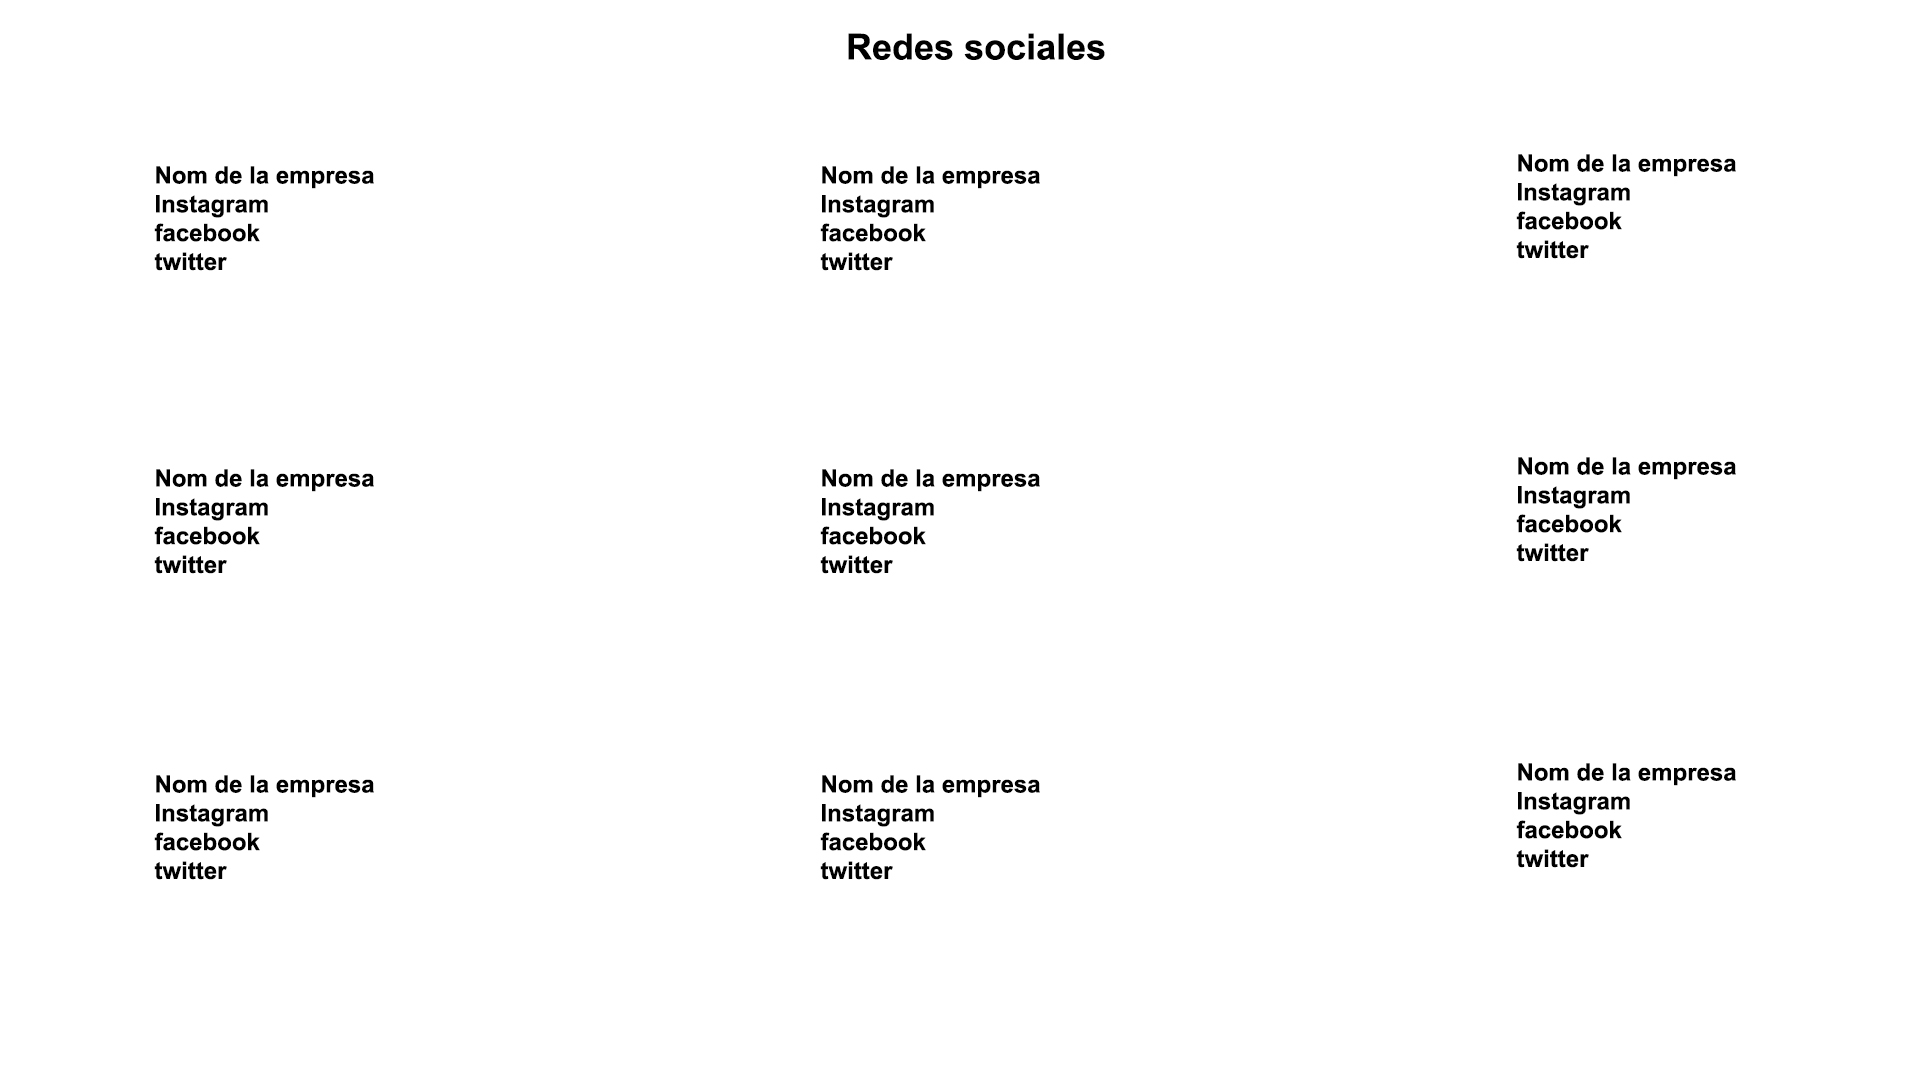 Redes sociales
Nom de la empresa
Instagram
facebook
twitter
Nom de la empresa
Instagram
facebook
twitter
Nom de la empresa
Instagram
facebook
twitter
Nom de la empresa
Instagram
facebook
twitter
Nom de la empresa
Instagram
facebook
twitter
Nom de la empresa
Instagram
facebook
twitter
Nom de la empresa
Instagram
facebook
twitter
Nom de la empresa
Instagram
facebook
twitter
Nom de la empresa
Instagram
facebook
twitter